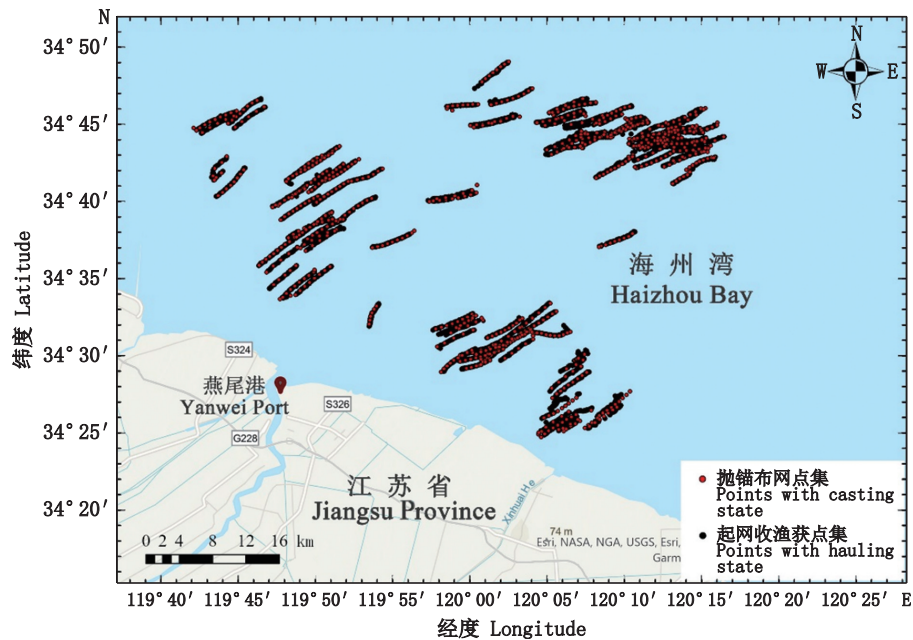 N
34°50′
34°45′
34°40′
34°35′
34°30′
34°25′
34°20′
纬度 Latitude
N
W
E
S
海州湾
Haizhou Bay
S324
燕尾港
Yanwei Port
S326
G228
江苏省
Jiangsu Province
Xinhuai He
74 m
Esri, NASA, NGA, USGS, Esri,
Garm
0 2 4 8 12 16 km
抛锚布网点集
Points with casting
state
起网收渔获点集
Points with hauling
state
119°40′ 119°45′ 119°50′ 119°55′ 120°00′ 120°05′ 120°10′ 120°15′ 120°20′ 120°25′ E
经度 Longitude